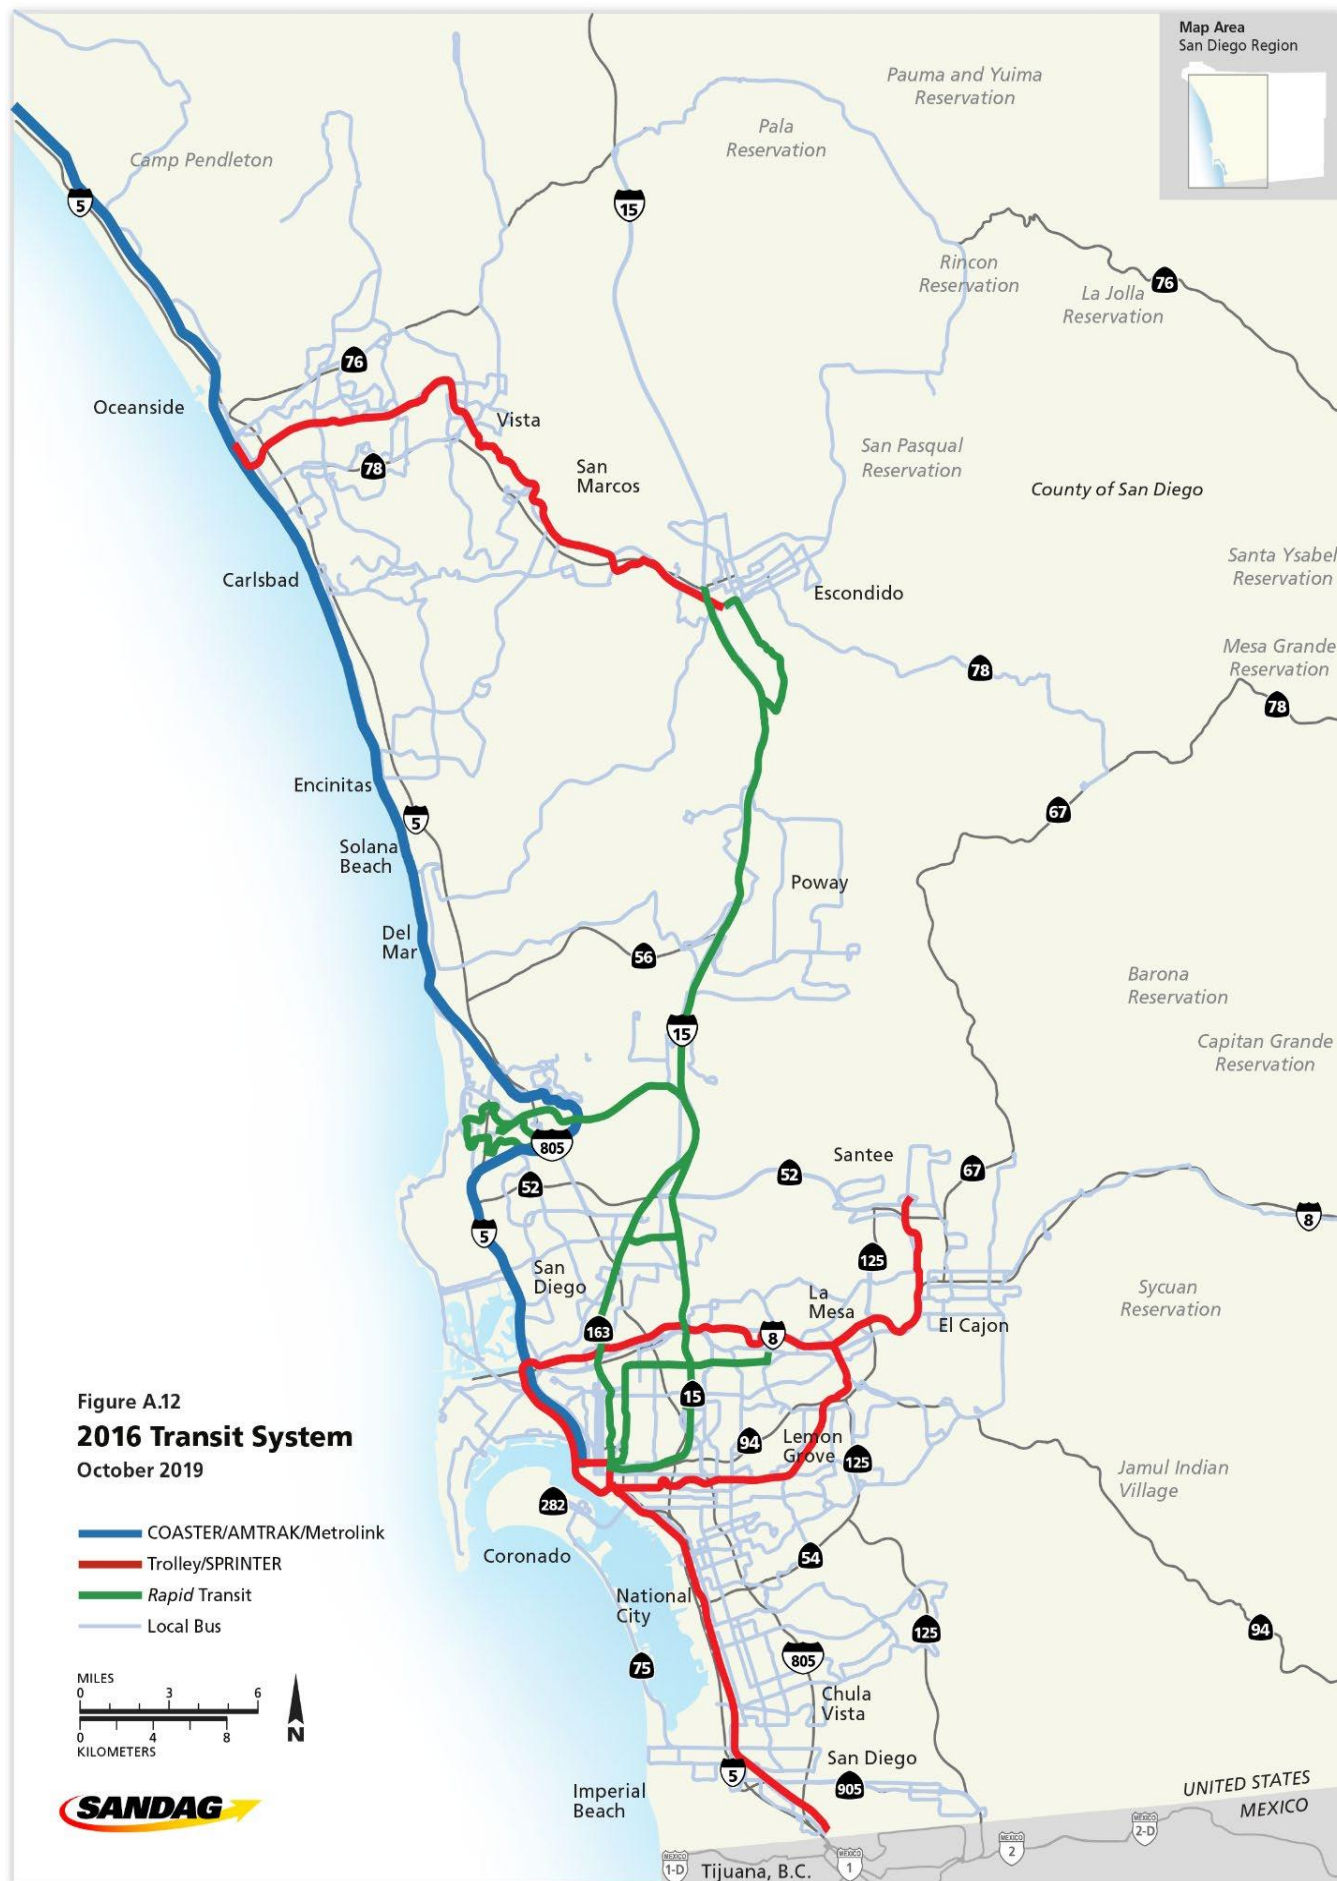 Map Area
San Diego Region
Pauma and Yuima
Reservation
Pala
Reservation
Camp Pendleton
5
15
Rincon
Reservation
La Jolla
Reservation
76
76
Oceanside
Vista
78
San
Marcos
San Pasqual
Reservation
County of San Diego
Santa Ysabel
Reservation
Carlsbad
Escondido
Mesa Grande
Reservation
78
78
Encinitas
5
67
Solana
Beach
Poway
Del
Mar
56
Barona
Reservation
15
Capitan Grande
Reservation
805
Santee
67
52
52
5
8
125
San
Diego
La
Mesa
Sycuan
Reservation
163
8
El Cajon
15
Figure A.12
2016 Transit System
October 2019
94
Lemon
Grove
125
Jamul Indian
Village
282
COASTER/AMTRAK/Metrolink
Coronado
54
Trolley/SPRINTER
Rapid Transit
National
City
Local Bus
125
94
805
75
MILES
0 3 6
0 4 8
KILOMETERS
N
Chula
Vista
San Diego
5
905
Imperial
Beach
SANDAG
UNITED STATES
MEXICO
MEXICO
2-D
MEXICO
2
MEXICO
1-D
Tijuana, B.C.
MEXICO
1